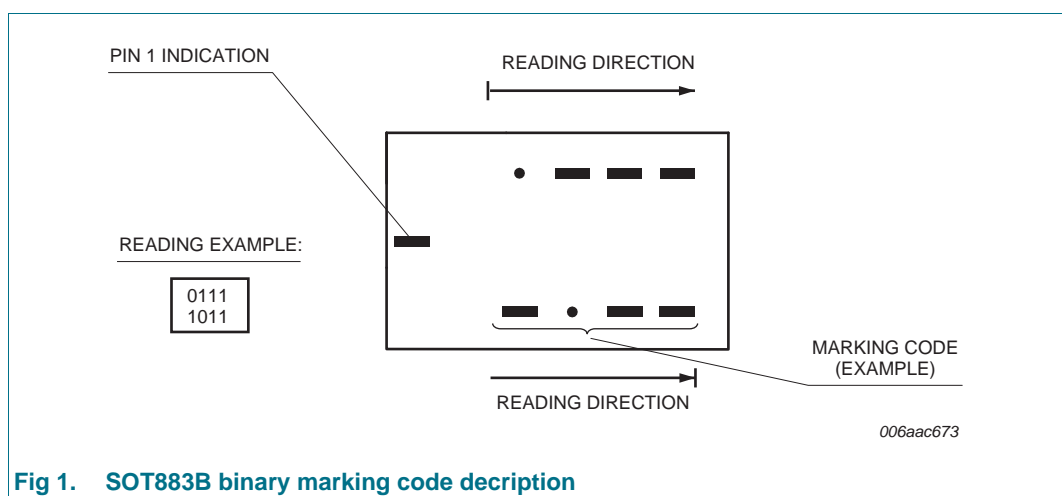 PIN 1 INDICATION
READING DIRECTION
READING EXAMPLE:
0111
1011
MARKING CODE
(EXAMPLE)
READING DIRECTION
006aac673
Fig 1. SOT883B binary marking code decription